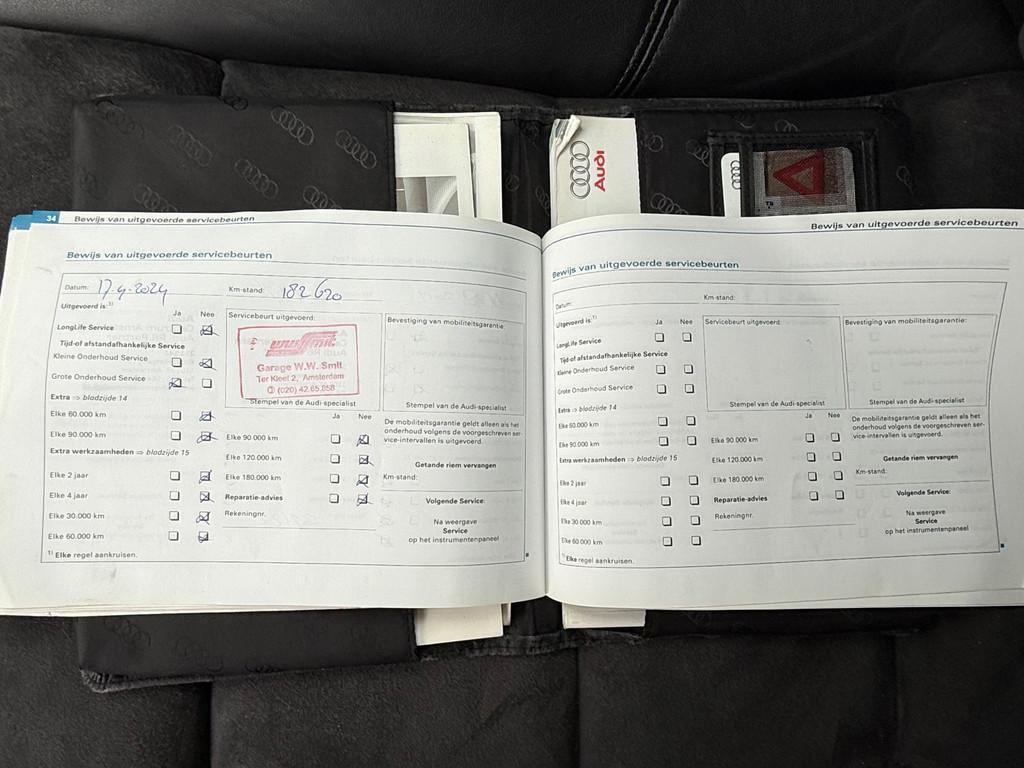 Audi
34 Bewijs van uitgevoerde servicebeurten
Bewijs van uitgevoerde servicebeurten
Datum: 17-4-2024 Km-stand: 182 620
Uitgevoerd is:¹⁾ Ja Nee
LongLife Service
Tijd-of afstandafhankelijke Service
Kleine Onderhoud Service
Grote Onderhoud Service
Extra ⇒ bladzijde 14
Elke 60.000 km
Elke 90.000 km
Extra werkzaamheden ⇒ bladzijde 15
Elke 2 jaar
Elke 4 jaar
Elke 30.000 km
Elke 60.000 km
¹⁾ Elke regel aankruisen.
Servicebeurt uitgevoerd:
Garage W.W. Smit
Ter Kleef 2, Amsterdam
(020) 42.65.858
Stempel van de Audi-specialist
Ja Nee
Elke 90.000 km
Elke 120.000 km
Elke 180.000 km
Reparatie-advies
Rekeningnr.
Bevestiging van mobiliteitsgarantie:
Stempel van de Audi-specialist
De mobiliteitsgarantie geldt alleen als het
onderhoud volgens de voorgeschreven ser-
vice-intervallen is uitgevoerd.
Getande riem vervangen
Km-stand:
Volgende Service:
Na weergave
Service
op het instrumentenpaneel
Bewijs van uitgevoerde servicebeurten
Bewijs van uitgevoerde servicebeurten
Datum: Km-stand:
Uitgevoerd is:¹⁾ Ja Nee
LongLife Service
Tijd-of afstandafhankelijke Service
Kleine Onderhoud Service
Grote Onderhoud Service
Extra ⇒ bladzijde 14
Elke 60.000 km
Elke 90.000 km
Extra werkzaamheden ⇒ bladzijde 15
Elke 2 jaar
Elke 4 jaar
Elke 30.000 km
Elke 60.000 km
¹⁾ Elke regel aankruisen.
Servicebeurt uitgevoerd:
Stempel van de Audi-specialist
Ja Nee
Elke 90.000 km
Elke 120.000 km
Elke 180.000 km
Reparatie-advies
Rekeningnr.
Bevestiging van mobiliteitsgarantie:
Stempel van de Audi-specialist
De mobiliteitsgarantie geldt alleen als het
onderhoud volgens de voorgeschreven ser-
vice-intervallen is uitgevoerd.
Getande riem vervangen
Km-stand:
Volgende Service:
Na weergave
Service
op het instrumentenpaneel